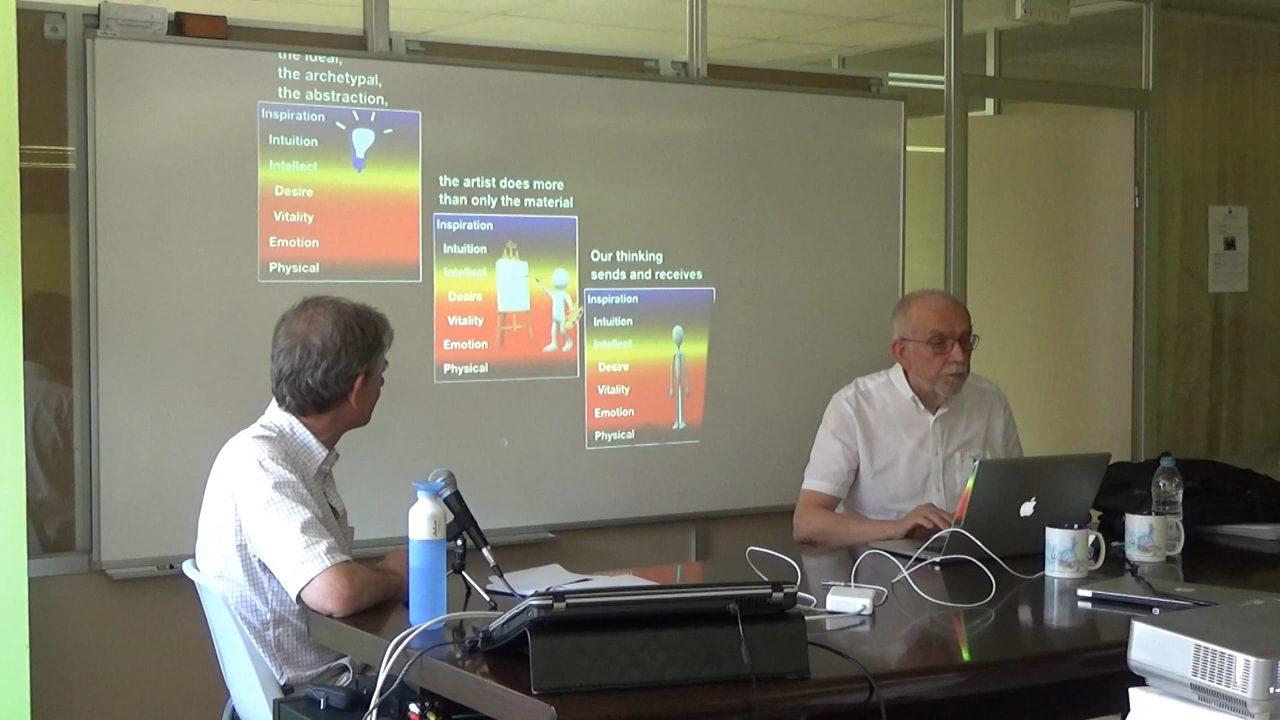 the ideal,
the archetypal,
the abstraction,
Inspiration
Intuition
Intellect
Desire
Vitality
Emotion
Physical
the artist does more
than only the material
Inspiration
Intuition
Intellect
Desire
Vitality
Emotion
Physical
Our thinking
sends and receives
Inspiration
Intuition
Intellect
Desire
Vitality
Emotion
Physical